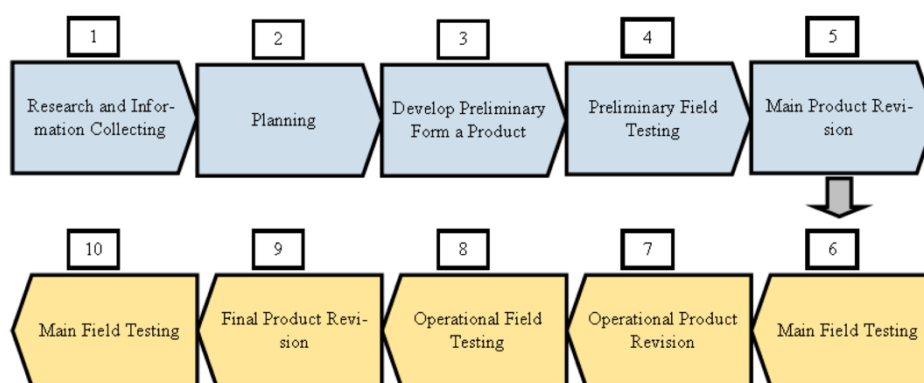 1
2
3
4
5
Research and Infor-
mation Collecting
Planning
Develop Preliminary
Form a Product
Preliminary Field
Testing
Main Product Revi-
sion
10
9
8
7
6
Main Field Testing
Final Product Revi-
sion
Operational Field
Testing
Operational Product
Revision
Main Field Testing